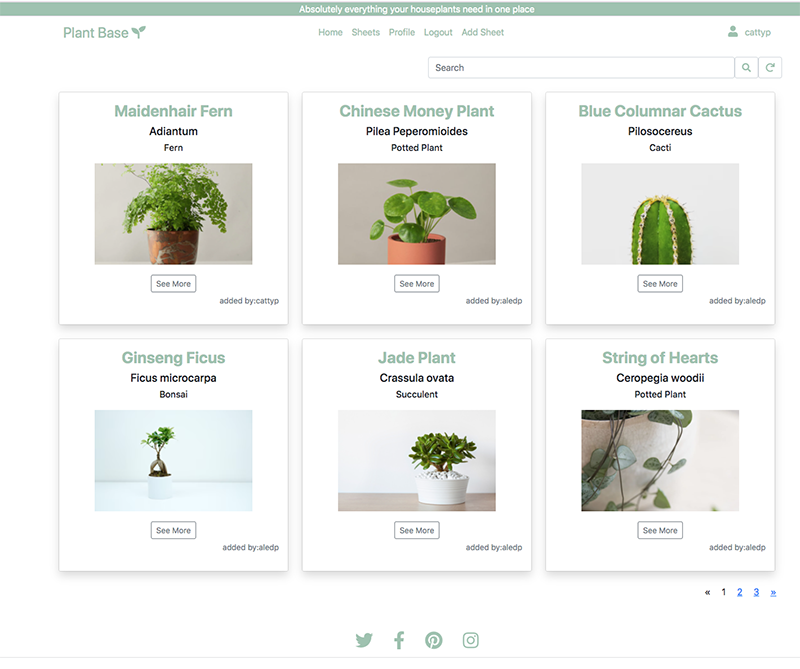 Absolutely everything your houseplants need in one place
Plant Base
Home Sheets Profile Logout Add Sheet
cattyp
Search
Maidenhair Fern
Adiantum
Fern
See More
added by:cattyp
Chinese Money Plant
Pilea Peperomioides
Potted Plant
See More
added by:aledp
Blue Columnar Cactus
Pilosocereus
Cacti
See More
added by:aledp
Ginseng Ficus
Ficus microcarpa
Bonsai
See More
added by:aledp
Jade Plant
Crassula ovata
Succulent
See More
added by:aledp
String of Hearts
Ceropegia woodii
Potted Plant
See More
added by:aledp
« 1 2 3 »